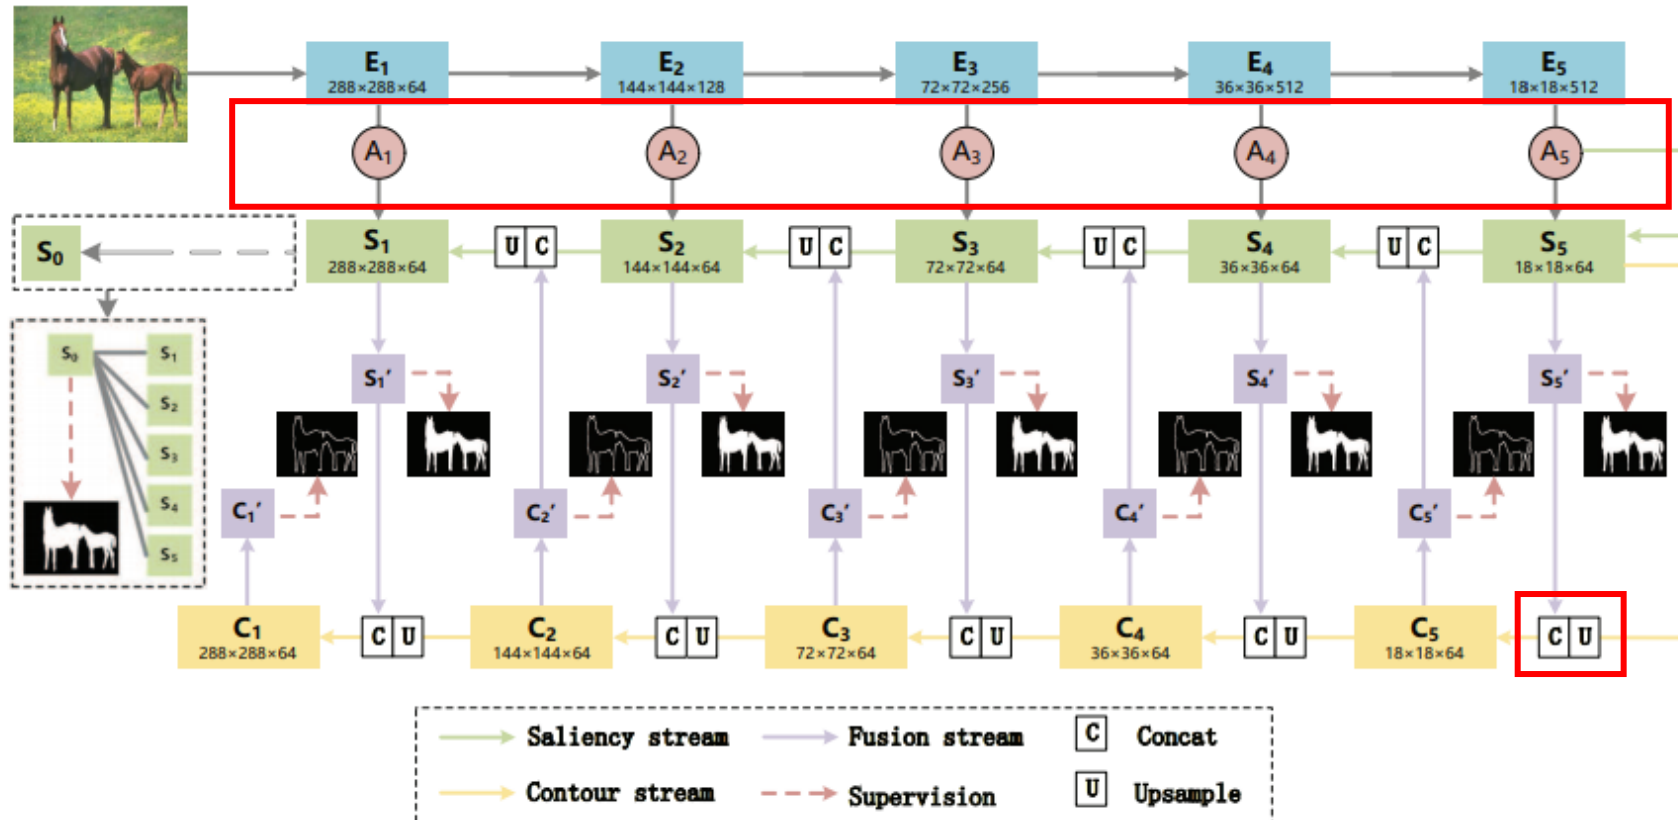 E1 E2 E3 E4 E5
288×288×64 144×144×128 72×72×256 36×36×512 18×18×512
A1 A2 A3 A4 A5
S0 S1 U C S2 U C S3 U C S4 U C S5
288×288×64 144×144×64 72×72×64 36×36×64 18×18×64
S0 S1
S2
S3
S4
S5
S1′ S2′ S3′ S4′ S5′
C1′ C2′ C3′ C4′ C5′
C1 C U C2 C U C3 C U C4 C U C5 C U
288×288×64 144×144×64 72×72×64 36×36×64 18×18×64
Saliency stream Fusion stream C Concat
Contour stream Supervision U Upsample